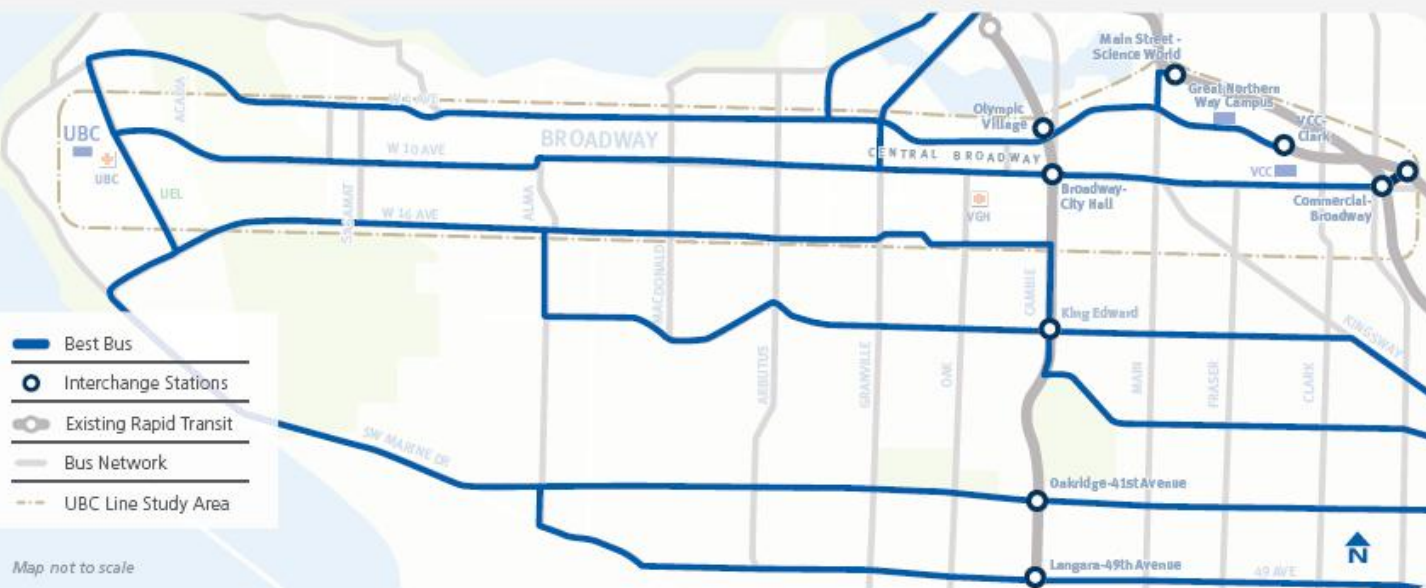 Main Street -
Science World
Great Northern
Way Campus
Olympic
Village
VCC-
Clark
W 4 AVE
ACADIA
UBC
BROADWAY
W 10 AVE
CENTRAL BROADWAY
UBC
VCC
Broadway-
City Hall
Commercial-
Broadway
UEL
SASAMAT
ALMA
VGH
W 16 AVE
MACDONALD
CAMBIE
King Edward
KINGSWAY
ARBUTUS
GRANVILLE
OAK
MAIN
FRASER
CLARK
Best Bus
Interchange Stations
Existing Rapid Transit
Bus Network
UBC Line Study Area
SW MARINE DR
Oakridge-41st Avenue
Langara-49th Avenue
49 AVE
N
Map not to scale